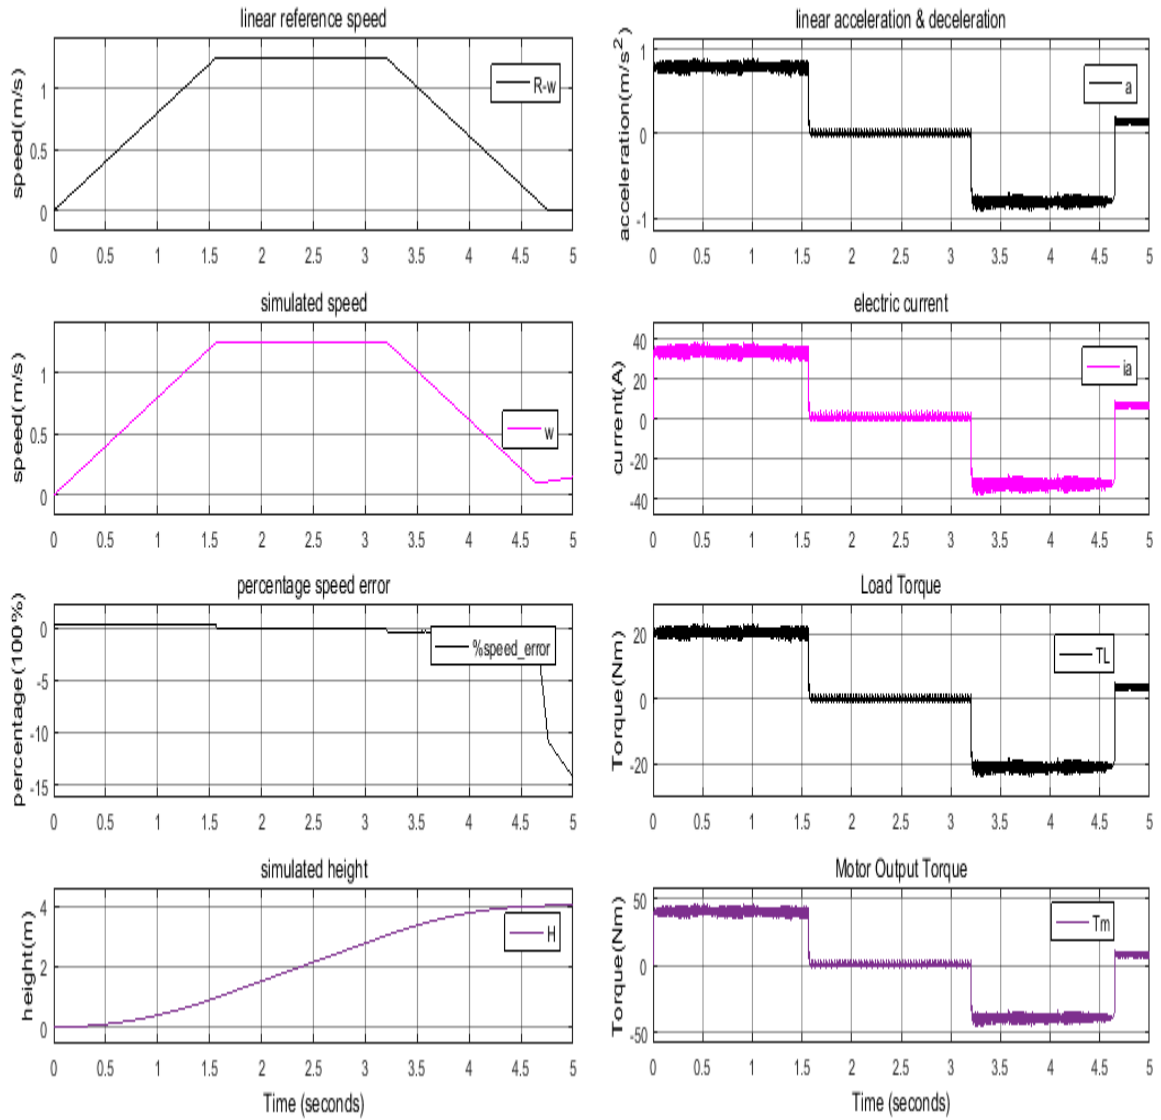 linear reference speed
speed(m/s)
1
0.5
0
R-w
0 0.5 1 1.5 2 2.5 3 3.5 4 4.5 5
linear acceleration & deceleration
acceleration(m/s²)
1
0
-1
a
0 0.5 1 1.5 2 2.5 3 3.5 4 4.5 5
simulated speed
speed(m/s)
1
0.5
0
w
0 0.5 1 1.5 2 2.5 3 3.5 4 4.5 5
electric current
current(A)
40
20
0
-20
-40
ia
0 0.5 1 1.5 2 2.5 3 3.5 4 4.5 5
percentage speed error
percentage(100%)
0
-5
-10
-15
%speed_error
0 0.5 1 1.5 2 2.5 3 3.5 4 4.5 5
Load Torque
Torque(Nm)
20
0
-20
TL
0 0.5 1 1.5 2 2.5 3 3.5 4 4.5 5
simulated height
height(m)
4
2
0
H
0 0.5 1 1.5 2 2.5 3 3.5 4 4.5 5
Time (seconds)
Motor Output Torque
Torque(Nm)
50
0
-50
Tm
0 0.5 1 1.5 2 2.5 3 3.5 4 4.5 5
Time (seconds)